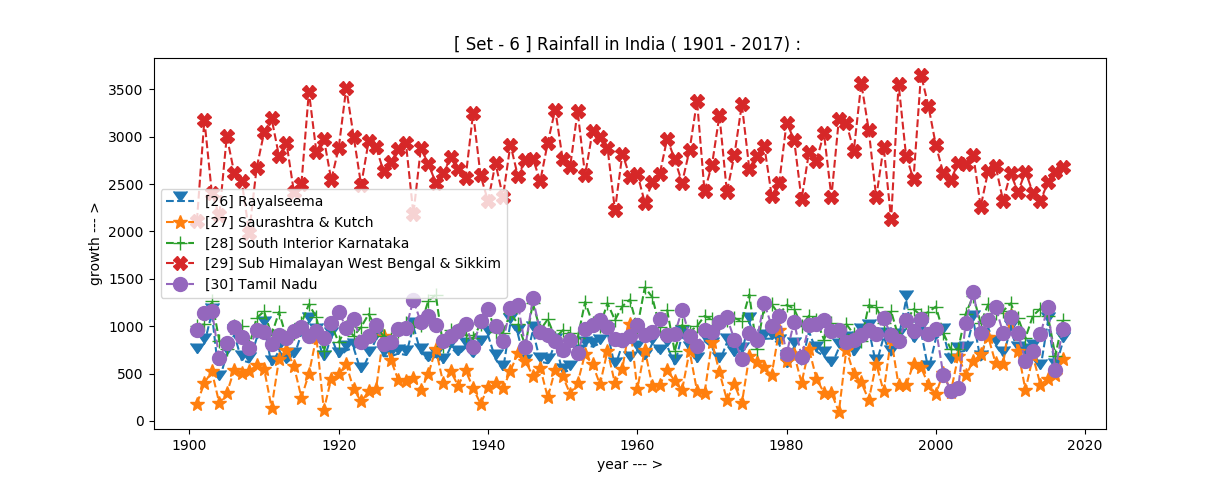 [ Set - 6 ] Rainfall in India ( 1901 - 2017) :
3500
3000
2500
2000
1500
1000
500
0
growth --- >
[26] Rayalseema
[27] Saurashtra & Kutch
[28] South Interior Karnataka
[29] Sub Himalayan West Bengal & Sikkim
[30] Tamil Nadu
1900 1920 1940 1960 1980 2000 2020
year --- >